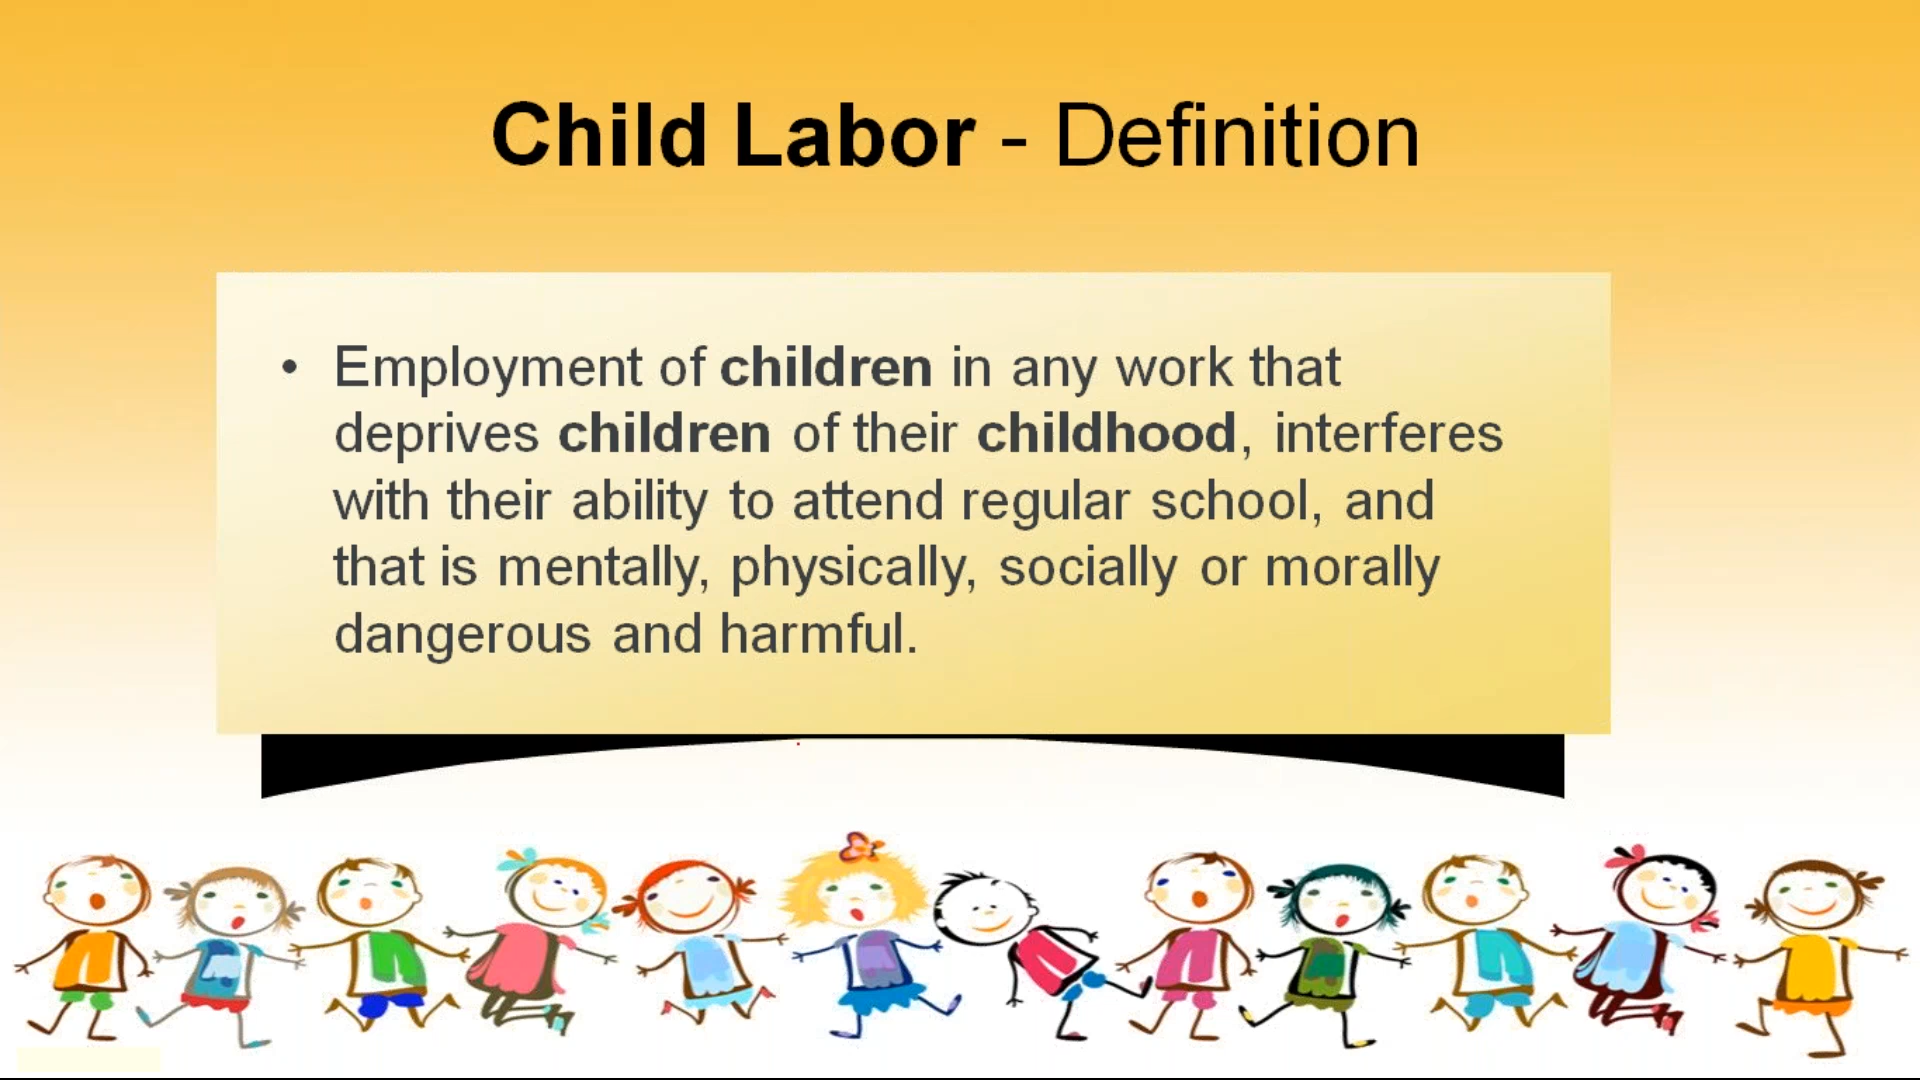 Child Labor - Definition
• Employment of children in any work that
deprives children of their childhood, interferes
with their ability to attend regular school, and
that is mentally, physically, socially or morally
dangerous and harmful.